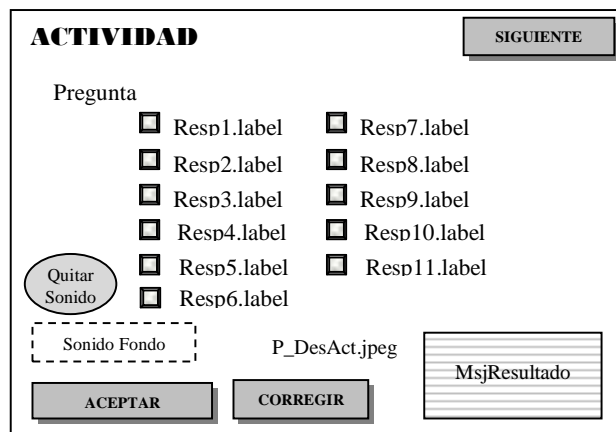 ACTIVIDAD
SIGUIENTE
Pregunta
Resp1.label Resp7.label
Resp2.label Resp8.label
Resp3.label Resp9.label
Resp4.label Resp10.label
Resp5.label Resp11.label
Resp6.label
Quitar
Sonido
Sonido Fondo
P_DesAct.jpeg
MsjResultado
ACEPTAR
CORREGIR